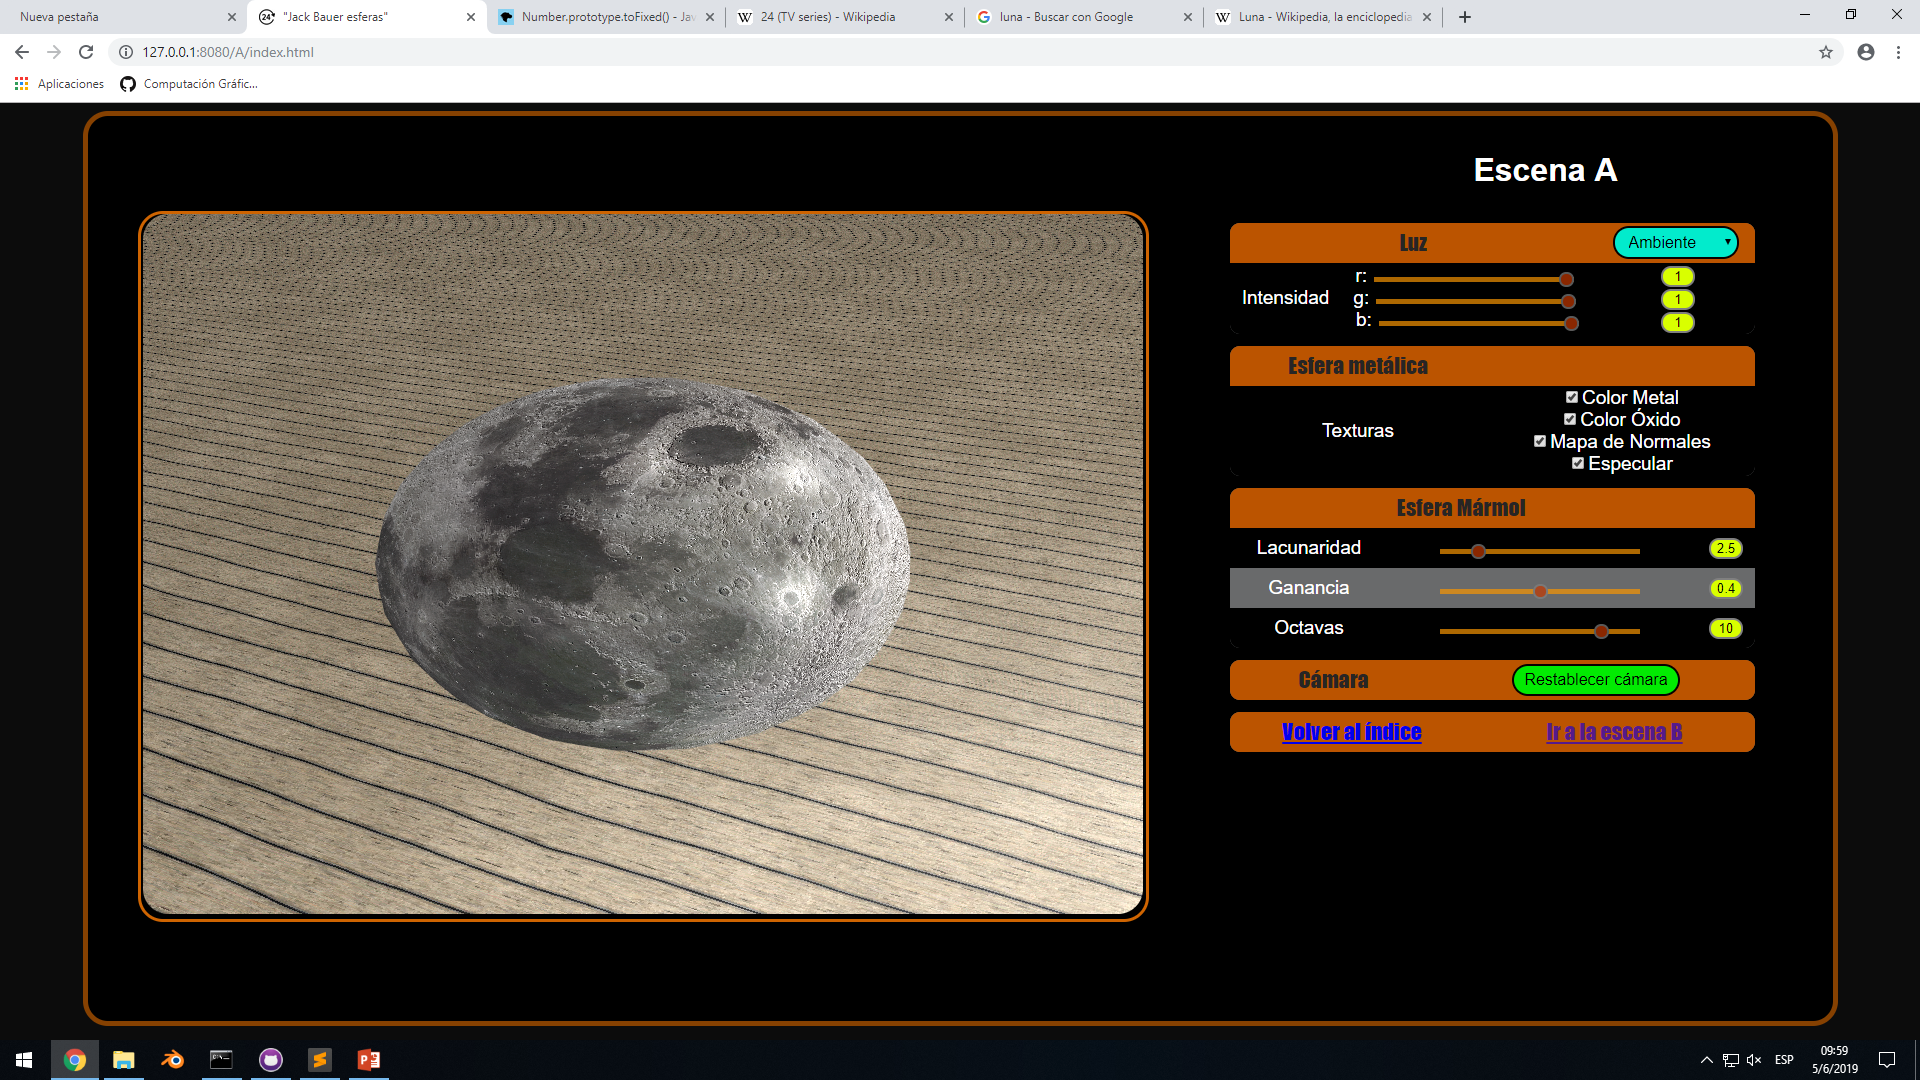 Nueva pestaña
"Jack Bauer esferas"
Number.prototype.toFixed() - Jav
24 (TV series) - Wikipedia
luna - Buscar con Google
Luna - Wikipedia, la enciclopedia
127.0.0.1:8080/A/index.html
Aplicaciones
Computación Gráfic...
Escena A
Luz
Ambiente
Intensidad
r:
1
g:
1
b:
1
Esfera metálica
Texturas
Color Metal
Color Óxido
Mapa de Normales
Especular
Esfera Mármol
Lacunaridad
2.5
Ganancia
0.4
Octavas
10
Cámara
Restablecer cámara
Volver al índice
Ir a la escena B
ESP
09:59
5/6/2019